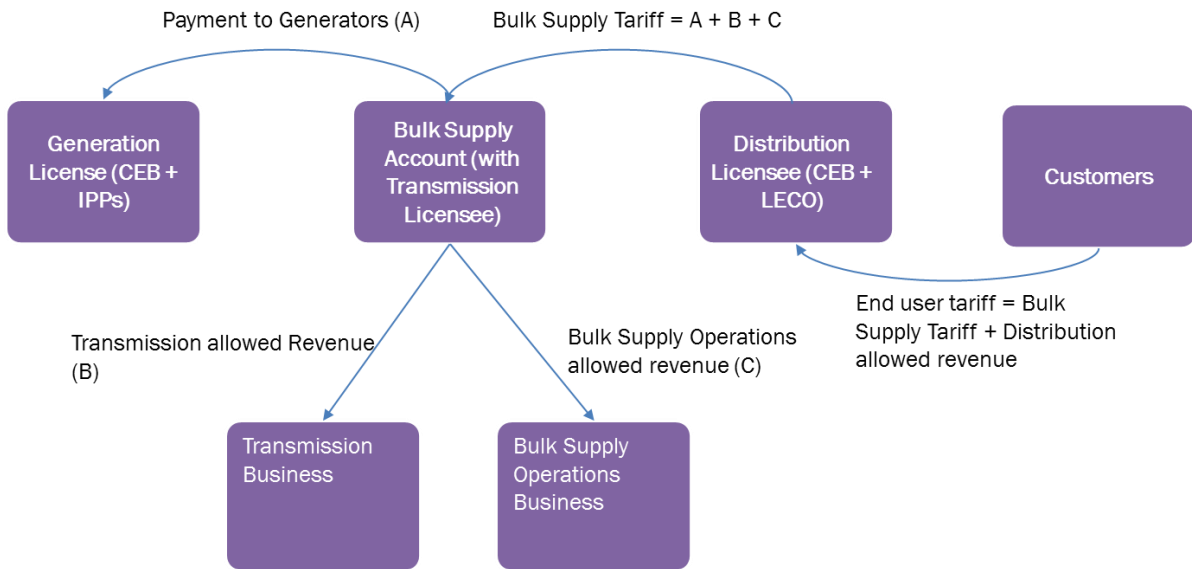 Payment to Generators (A)
Bulk Supply Tariff = A + B + C
Generation
License (CEB +
IPPs)
Bulk Supply
Account (with
Transmission
Licensee)
Distribution
Licensee (CEB +
LECO)
Customers
Transmission allowed Revenue
(B)
Bulk Supply Operations
allowed revenue (C)
End user tariff = Bulk
Supply Tariff + Distribution
allowed revenue
Transmission
Business
Bulk Supply
Operations
Business